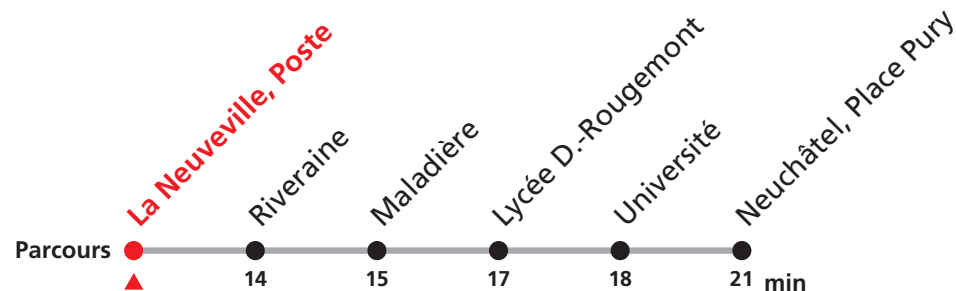 La Neuveville, Poste
Riveraine
Maladière
Lycée D.-Rougemont
Université
Neuchâtel, Place Pury
Parcours
14 15 17 18 21 min